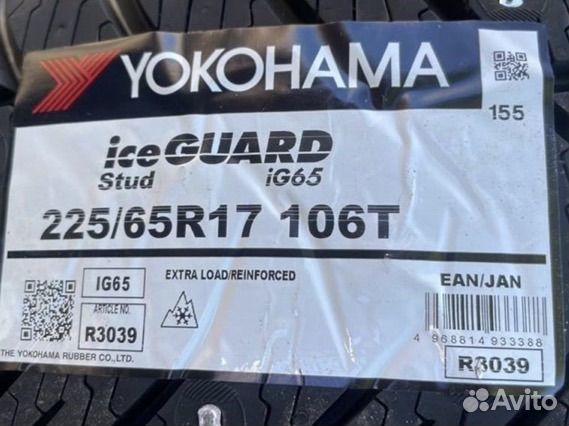 YOKOHAMA
155
iceGUARD
Stud iG65
225/65R17 106T
IG65
EXTRA LOAD/REINFORCED
EAN/JAN
ARTICLE NO.
R3039
4 968814 933388
THE YOKOHAMA RUBBER CO.,LTD.
R3039
Avito